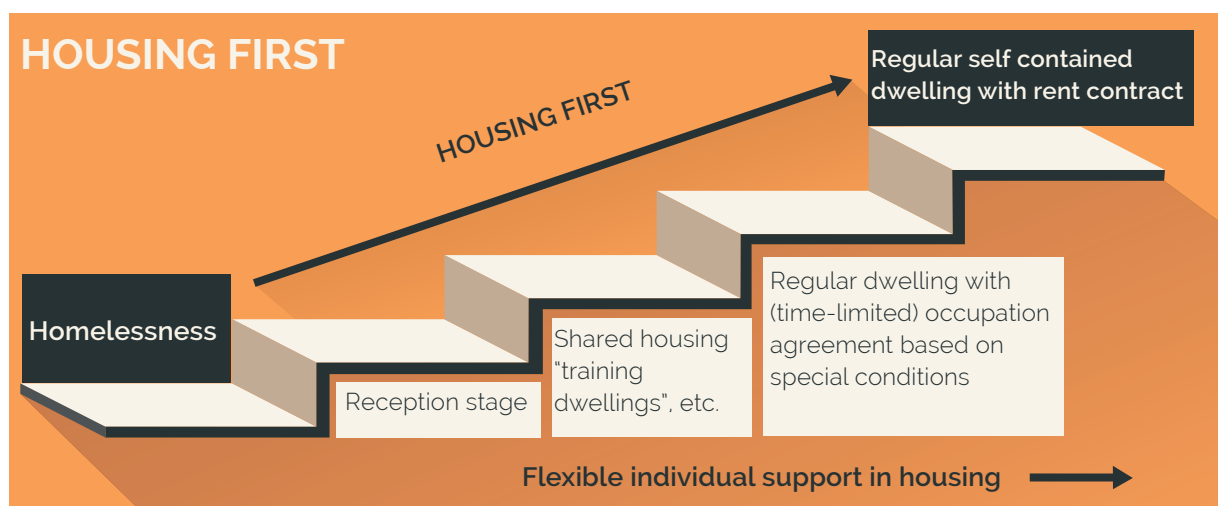 HOUSING FIRST
HOUSING FIRST
Regular self contained
dwelling with rent contract
Homelessness
Reception stage
Shared housing
"training
dwellings", etc.
Regular dwelling with
(time-limited) occupation
agreement based on
special conditions
Flexible individual support in housing